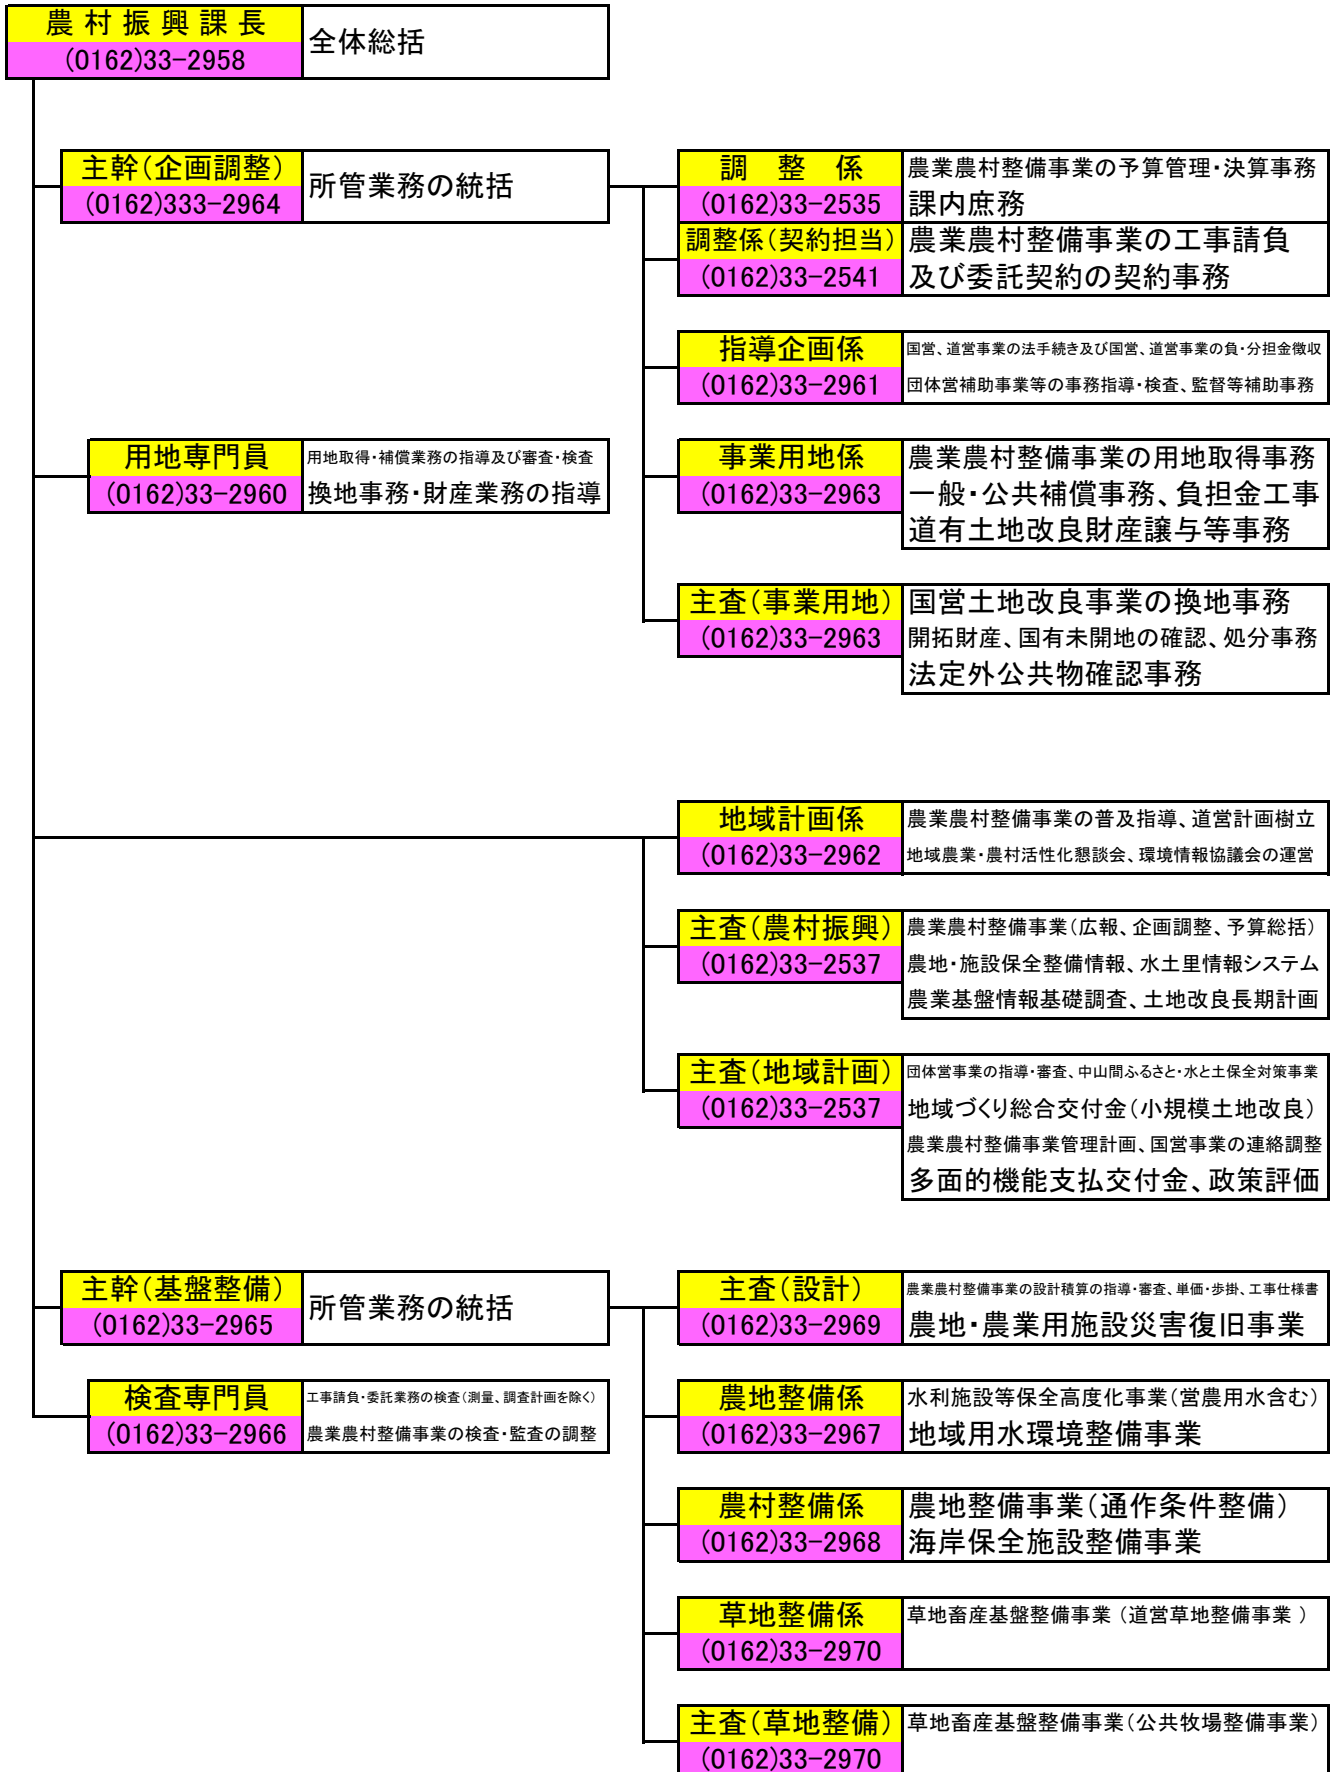 農村振興課長
(0162)33-2958
全体総括
主幹(企画調整)
(0162)333-2964
所管業務の統括
調整係
(0162)33-2535
農業農村整備事業の予算管理・決算事務
課内庶務
調整係(契約担当)
(0162)33-2541
農業農村整備事業の工事請負
及び委託契約の契約事務
指導企画係
(0162)33-2961
国営、道営事業の法手続き及び国営、道営事業の負・分担金徴収
団体営補助事業等の事務指導・検査、監督等補助事務
用地専門員
(0162)33-2960
用地取得・補償業務の指導及び審査・検査
換地事務・財産業務の指導
事業用地係
(0162)33-2963
農業農村整備事業の用地取得事務
一般・公共補償事務、負担金工事
道有土地改良財産譲与等事務
主査(事業用地)
(0162)33-2963
国営土地改良事業の換地事務
開拓財産、国有未開地の確認、処分事務
法定外公共物確認事務
地域計画係
(0162)33-2962
農業農村整備事業の普及指導、道営計画樹立
地域農業・農村活性化懇談会、環境情報協議会の運営
主査(農村振興)
(0162)33-2537
農業農村整備事業(広報、企画調整、予算総括)
農地・施設保全整備情報、水土里情報システム
農業基盤情報基礎調査、土地改良長期計画
主査(地域計画)
(0162)33-2537
団体営事業の指導・審査、中山間ふるさと・水と土保全対策事業
地域づくり総合交付金(小規模土地改良)
農業農村整備事業管理計画、国営事業の連絡調整
多面的機能支払交付金、政策評価
主幹(基盤整備)
(0162)33-2965
所管業務の統括
主査(設計)
(0162)33-2969
農業農村整備事業の設計積算の指導・審査、単価・歩掛、工事仕様書
農地・農業用施設災害復旧事業
検査専門員
(0162)33-2966
工事請負・委託業務の検査(測量、調査計画を除く)
農業農村整備事業の検査・監査の調整
農地整備係
(0162)33-2967
水利施設等保全高度化事業(営農用水含む)
地域用水環境整備事業
農村整備係
(0162)33-2968
農地整備事業(通作条件整備)
海岸保全施設整備事業
草地整備係
(0162)33-2970
草地畜産基盤整備事業(道営草地整備事業)
主査(草地整備)
(0162)33-2970
草地畜産基盤整備事業(公共牧場整備事業)